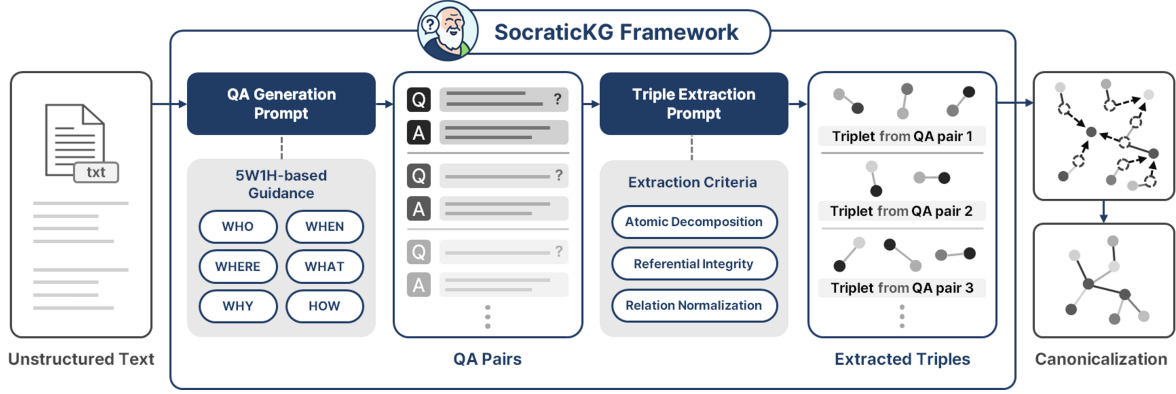 ?
SocraticKG Framework
txt
Unstructured Text
QA Generation
Prompt
5W1H-based
Guidance
WHO
WHEN
WHERE
WHAT
WHY
HOW
Q
?
A
Q
?
A
Q
?
A
QA Pairs
Triple Extraction
Prompt
Extraction Criteria
Atomic Decomposition
Referential Integrity
Relation Normalization
Triplet from QA pair 1
Triplet from QA pair 2
Triplet from QA pair 3
Extracted Triples
Canonicalization